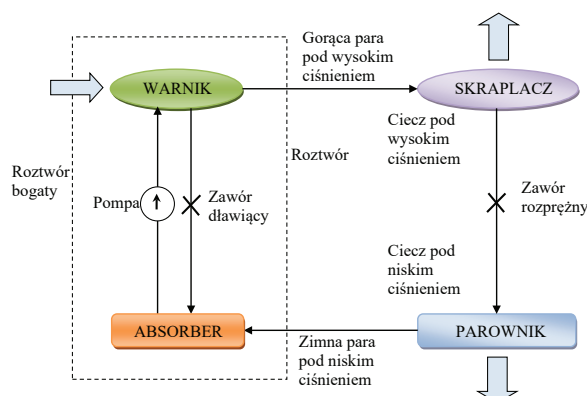 Gorąca para
pod wysokim
ciśnieniem
WARNIK
SKRAPLACZ
Ciecz pod
wysokim
ciśnieniem
Roztwór
bogaty
Roztwór
Pompa
Zawór
dławiący
Zawór
rozprężny
Ciecz pod
niskim
ciśnieniem
ABSORBER
PAROWNIK
Zimna para
pod niskim
ciśnieniem